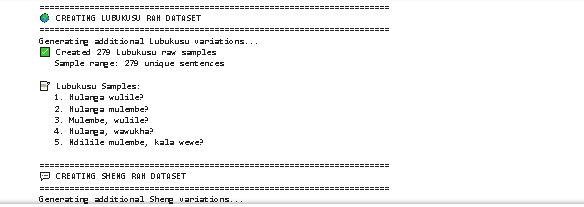 ================================================================================
🌍 CREATING LUBUKUSU RAW DATASET
================================================================================
Generating additional Lubukusu variations...
✅ Created 279 Lubukusu raw samples
Sample range: 279 unique sentences
📝 Lubukusu Samples:
1. Mulanga wulile?
2. Mulanga mulembe?
3. Mulembe, wulile?
4. Mulanga, wawukha?
5. Ndilile mulembe, kala wewe?
================================================================================
💬 CREATING SHENG RAW DATASET
================================================================================
Generating additional Sheng variations...